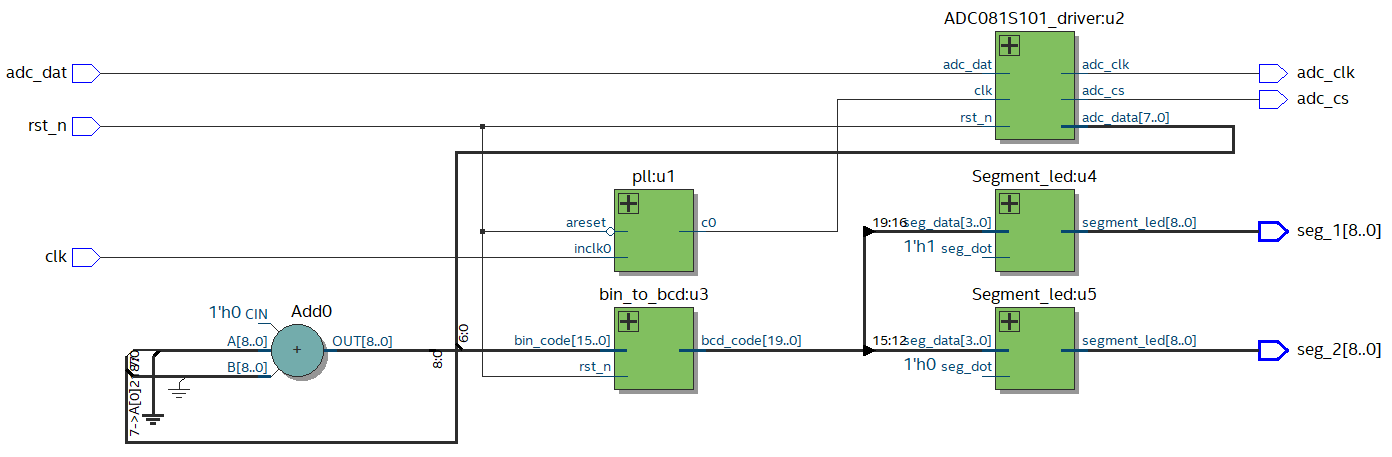 ADC081S101_driver:u2
adc_dat
adc_dat
adc_clk
adc_clk
clk
adc_cs
adc_cs
rst_n
rst_n
adc_data[7..0]
pll:u1
Segment_led:u4
areset
c0
19:16
seg_data[3..0]
segment_led[8..0]
seg_1[8..0]
clk
inclk0
1'h1 seg_dot
bin_to_bcd:u3
Segment_led:u5
1'h0 CIN
Add0
6:0
A[8..0]
OUT[8..0]
bin_code[15..0]
bcd_code[19..0]
15:12
seg_data[3..0]
segment_led[8..0]
seg_2[8..0]
8:0
B[8..0]
rst_n
1'h0 seg_dot